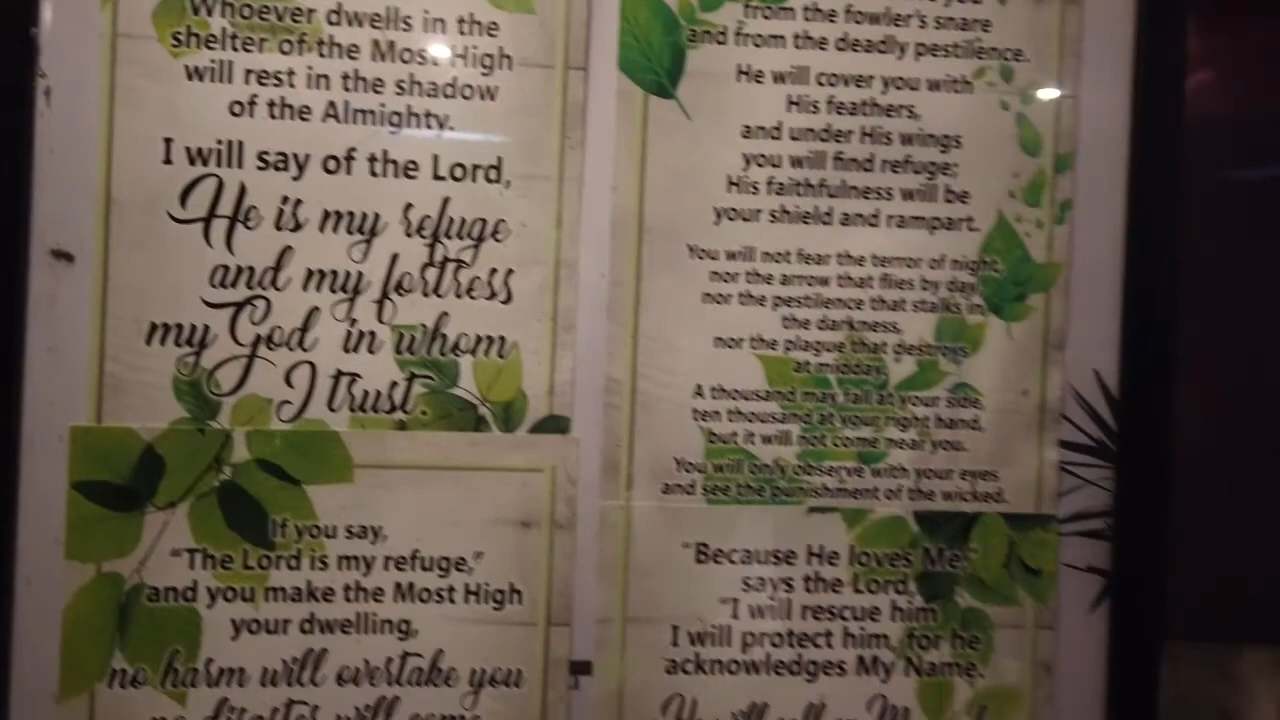 Whoever dwells in the
shelter of the Most High
will rest in the shadow
of the Almighty.
I will say of the Lord,
He is my refuge
and my fortress
my God in whom
I trust.
If you say,
"The Lord is my refuge,"
and you make the Most High
your dwelling,
no harm will overtake you
no disaster will come
you
from the fowler's snare
and from the deadly pestilence.
He will cover you with
His feathers,
and under His wings
you will find refuge;
His faithfulness will be
your shield and rampart.
You will not fear the terror of night,
nor the arrow that flies by day,
nor the pestilence that stalks in
the darkness,
nor the plague that destroys
at midday.
A thousand may fall at your side,
ten thousand at your right hand,
but it will not come near you.
You will only observe with your eyes
and see the punishment of the wicked.
"Because He loves Me,"
says the Lord,
"I will rescue him
I will protect him, for he
acknowledges My Name.